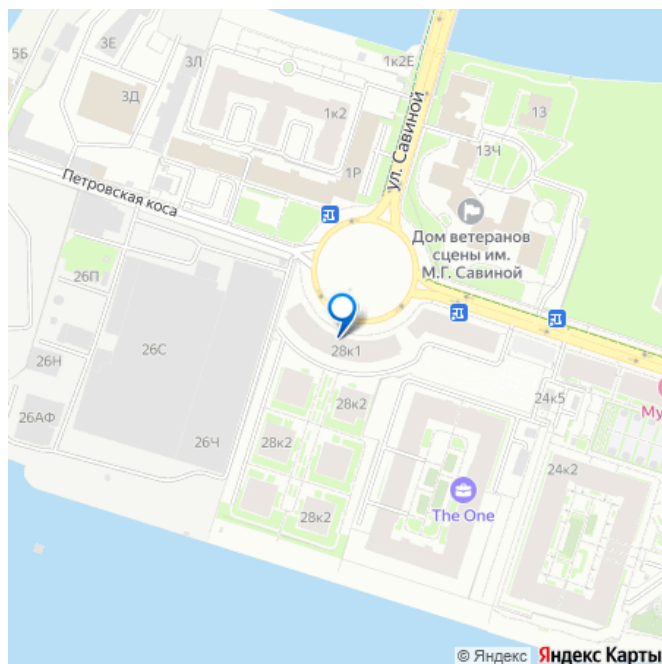 5Б
3Е
3Л
1к2Е
3Д
1к2
13
13Ч
1Р
ул. Савиной
Петровская коса
Дом ветеранов
сцены им.
М.Г. Савиной
26П
26С
26Н
28к1
26АФ
26Ч
28к2
28к2
28к2
24к5
Му
24к2
The One
© Яндекс Яндекс Карты